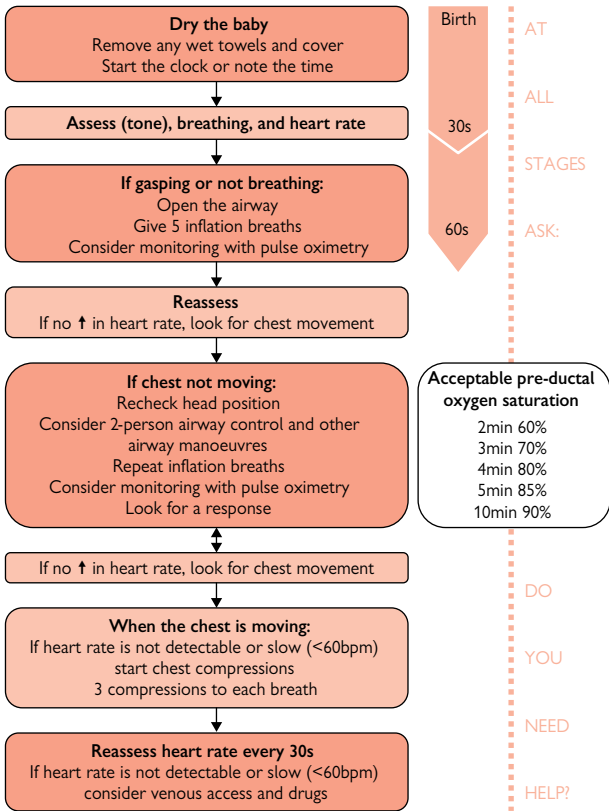 Dry the baby
Remove any wet towels and cover
Start the clock or note the time
Assess (tone), breathing, and heart rate
If gasping or not breathing:
Open the airway
Give 5 inflation breaths
Consider monitoring with pulse oximetry
Reassess
If no ↑ in heart rate, look for chest movement
If chest not moving:
Recheck head position
Consider 2-person airway control and other
airway manoeuvres
Repeat inflation breaths
Consider monitoring with pulse oximetry
Look for a response
If no ↑ in heart rate, look for chest movement
When the chest is moving:
If heart rate is not detectable or slow (<60bpm)
start chest compressions
3 compressions to each breath
Reassess heart rate every 30s
If heart rate is not detectable or slow (<60bpm)
consider venous access and drugs
Birth
30s
60s
Acceptable pre-ductal
oxygen saturation
2min 60%
3min 70%
4min 80%
5min 85%
10min 90%
AT
ALL
STAGES
ASK:
DO
YOU
NEED
HELP?